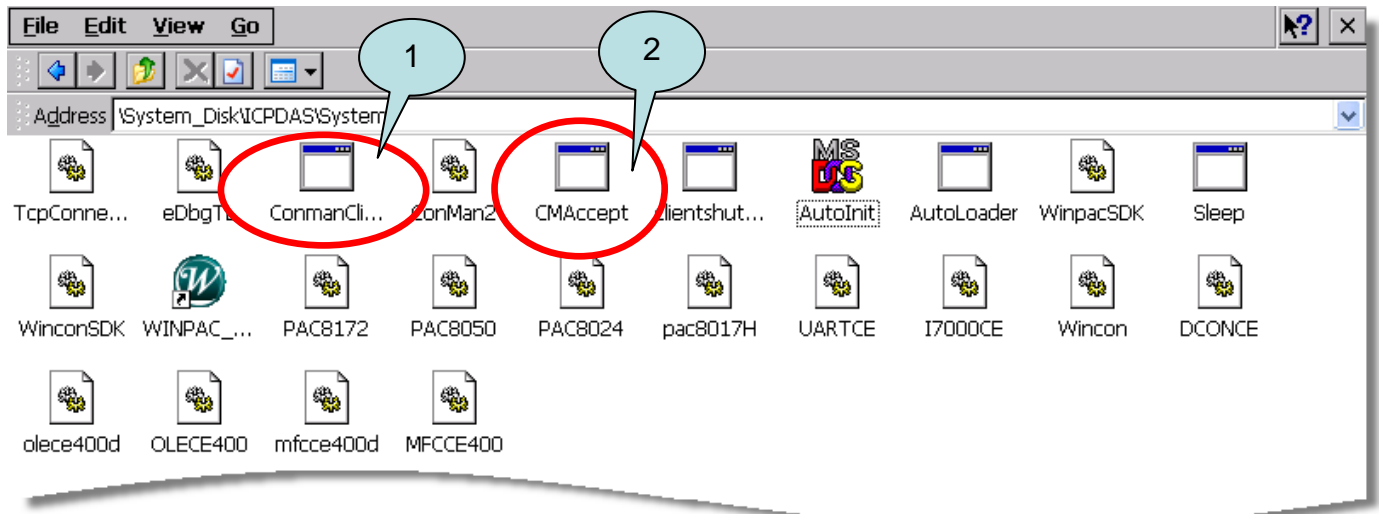 File Edit View Go
1
2
Address \System_Disk\ICPDAS\System
TcpConne... ConmanCli... ConMan2 CMAccept clientshut... AutoInit AutoLoader WinpacSDK Sleep
WinconSDK WINPAC_... PAC8172 PAC8050 PAC8024 pac8017H UARTCE I7000CE Wincon DCONCE
olece400d OLECE400 mfcce400d MFCCE400